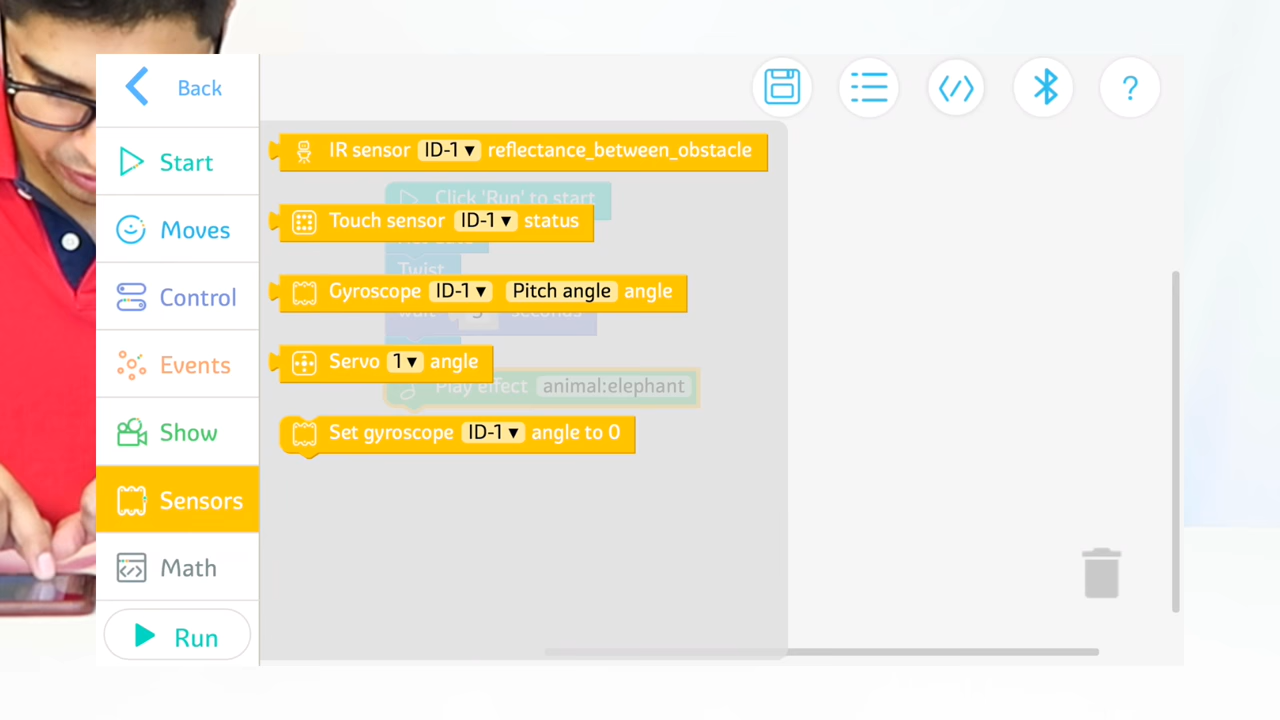 Back
?
Start
Moves
Control
Events
Show
Sensors
Math
Run
IR sensor ID-1 ▾ reflectance_between_obstacle
Click 'Run' to start
Touch sensor ID-1 ▾ status
Twist
Gyroscope ID-1 ▾ Pitch angle angle
wait seconds
Servo 1 ▾ angle
Play effect animal:elephant
Set gyroscope ID-1 ▾ angle to 0